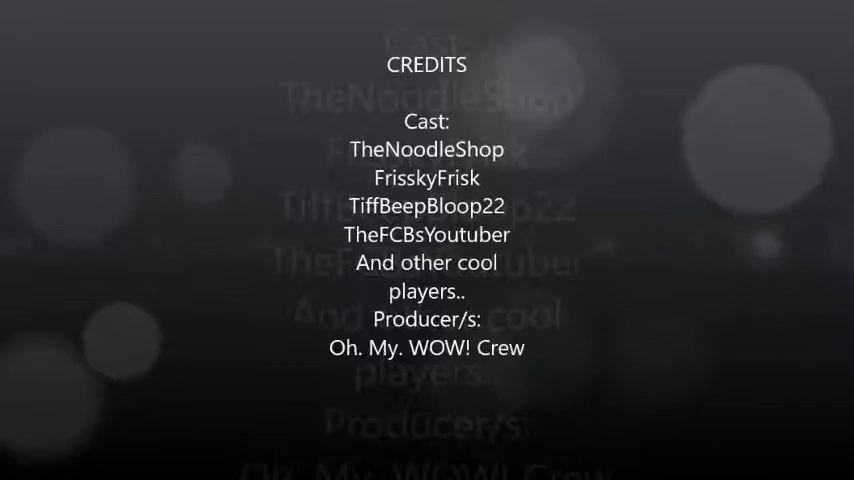 CREDITS
Cast:
TheNoodleShop
FrisskyFrisk
TiffBeepBloop22
TheFCBsYoutuber
And other cool
players..
Producer/s:
Oh. My. WOW! Crew